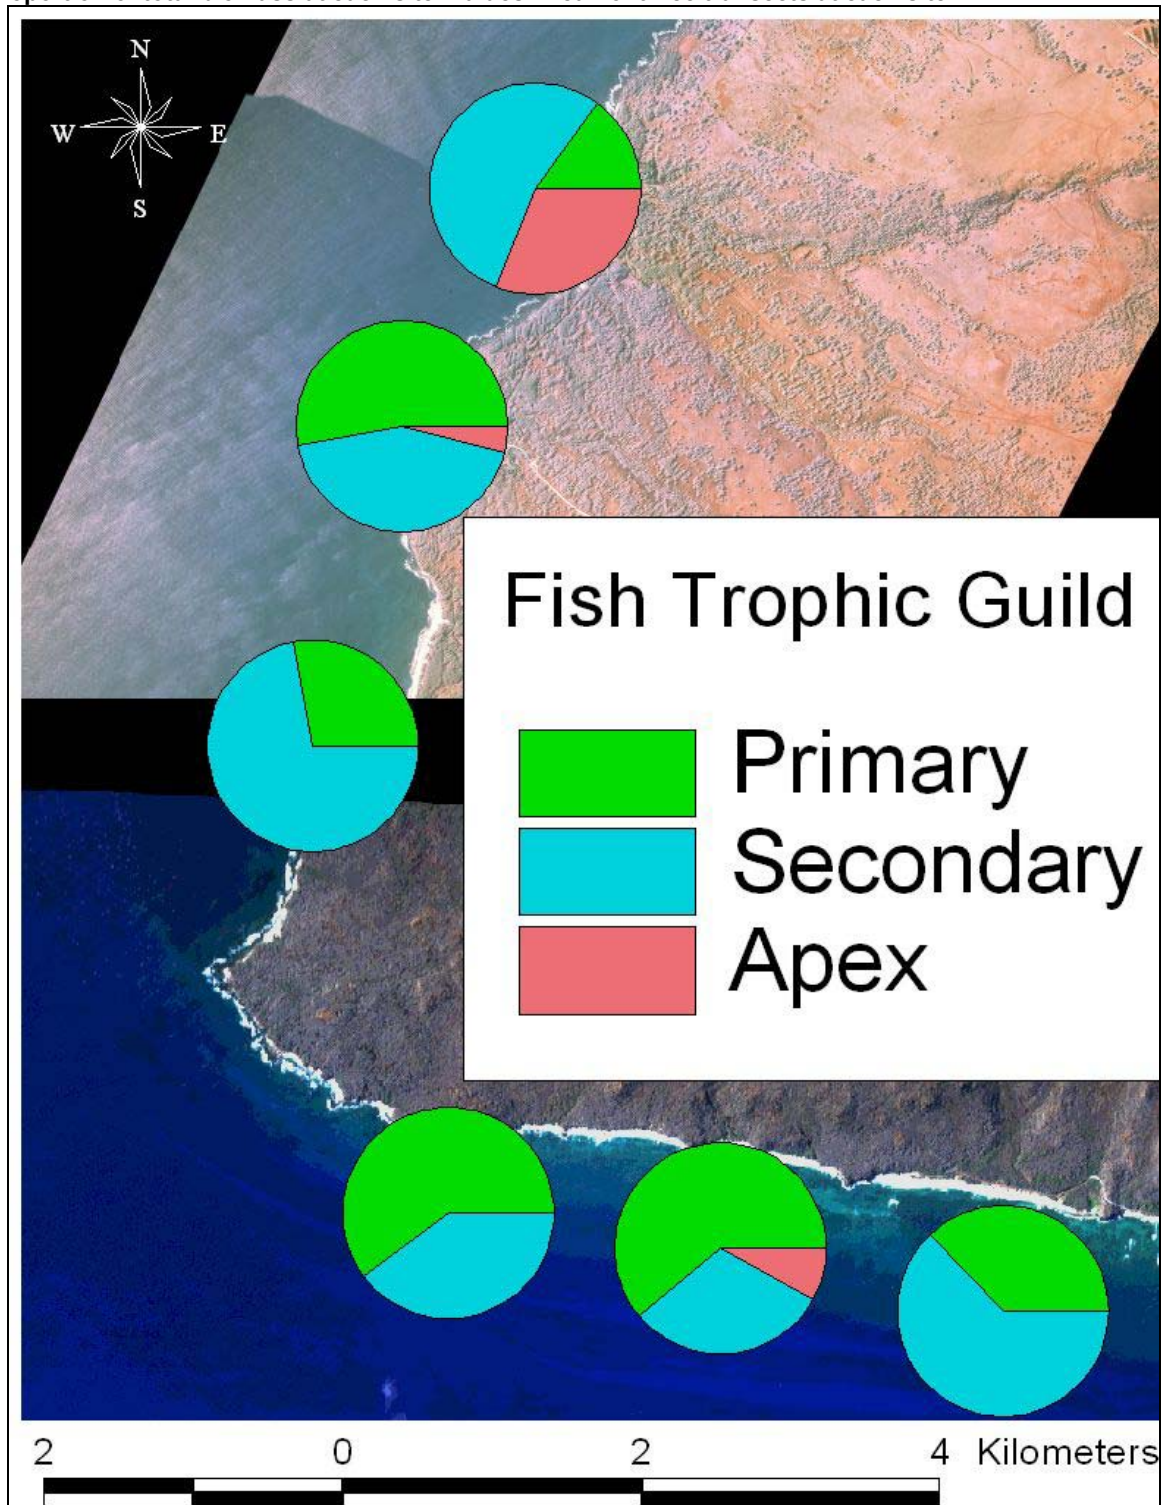 N
W E
S
Fish Trophic Guild
Primary
Secondary
Apex
2 0 2 4 Kilometers